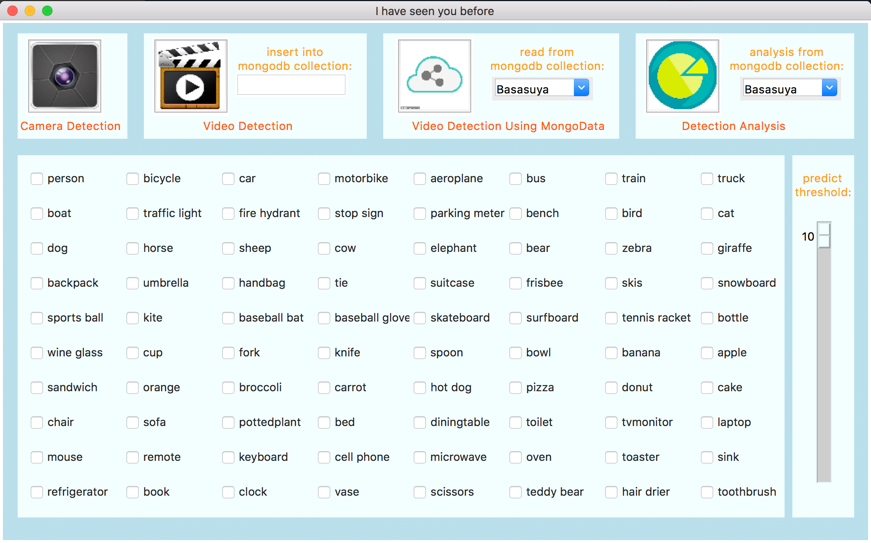 I have seen you before
insert into
mongodb collection:
read from
mongodb collection:
Basasuya
analysis from
mongodb collection:
Basasuya
Camera Detection
Video Detection
Video Detection Using MongoData
Detection Analysis
person bicycle car motorbike aeroplane bus train truck
boat traffic light fire hydrant stop sign parking meter bench bird cat
dog horse sheep cow elephant bear zebra giraffe
backpack umbrella handbag tie suitcase frisbee skis snowboard
sports ball kite baseball bat baseball glove skateboard surfboard tennis racket bottle
wine glass cup fork knife spoon bowl banana apple
sandwich orange broccoli carrot hot dog pizza donut cake
chair sofa pottedplant bed diningtable toilet tvmonitor laptop
mouse remote keyboard cell phone microwave oven toaster sink
refrigerator book clock vase scissors teddy bear hair drier toothbrush
predict
threshold:
10